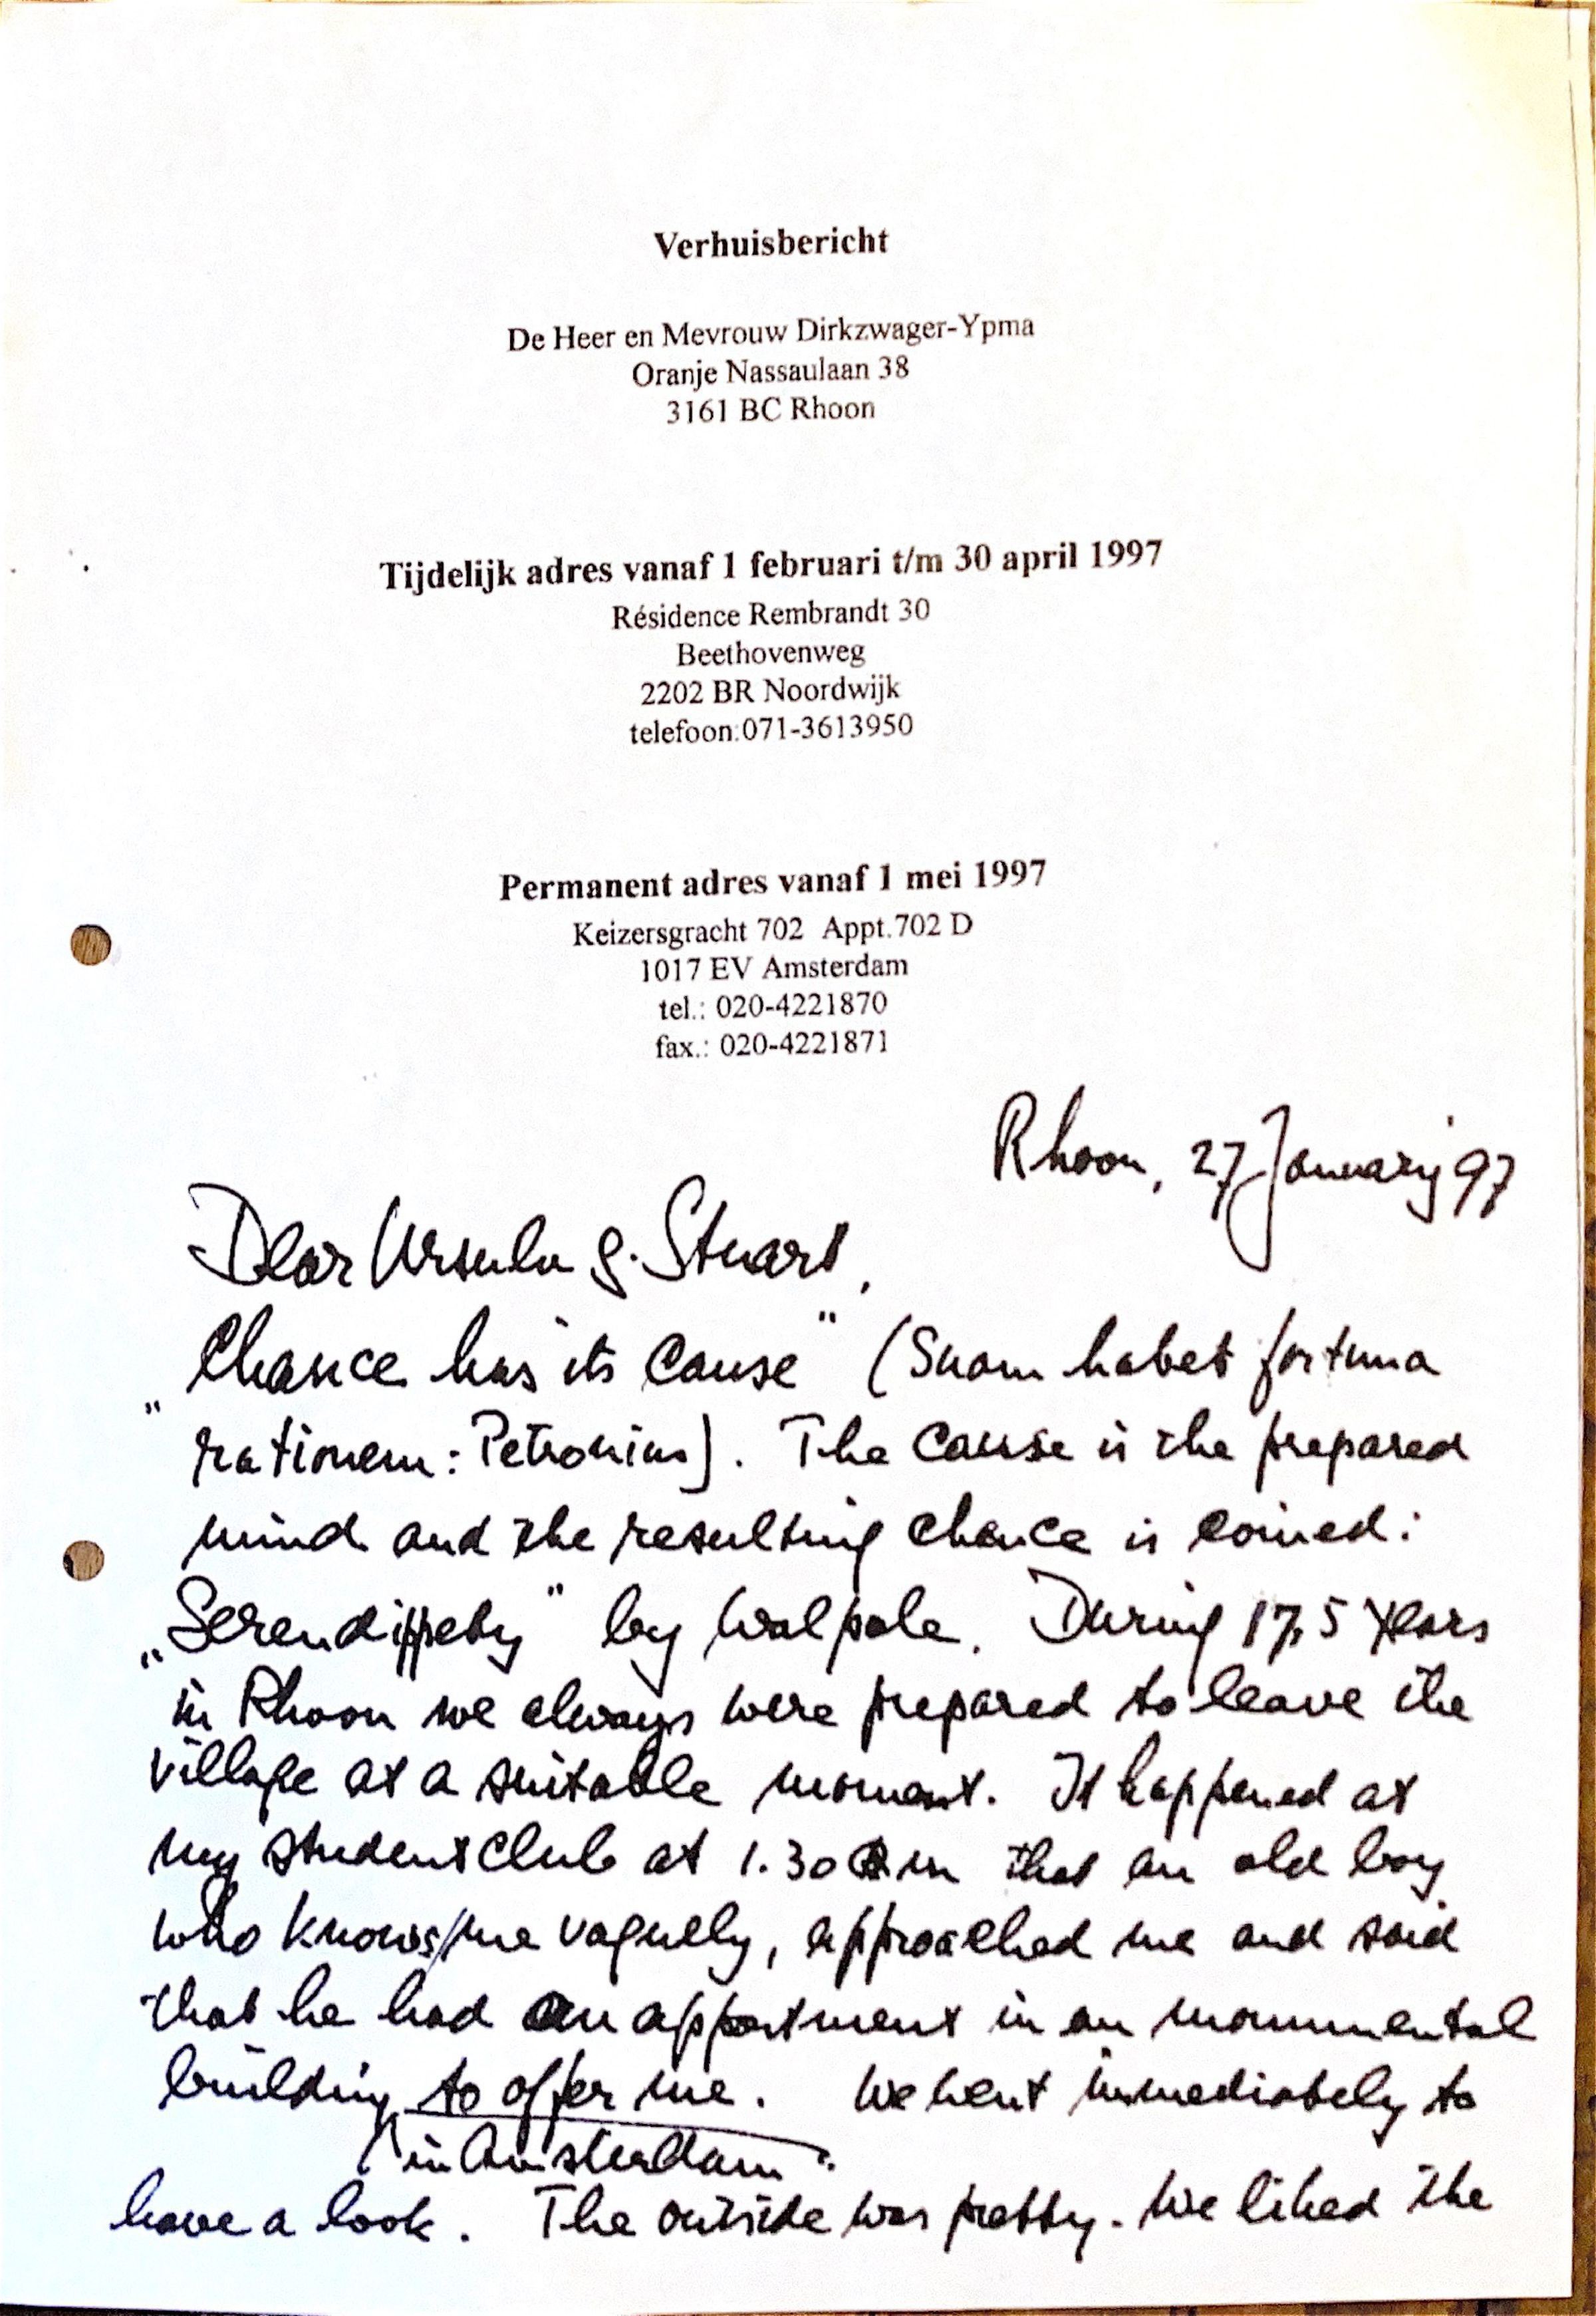 Verhuisbericht
De Heer en Mevrouw Dirkzwager-Ypma
Oranje Nassaulaan 38
3161 BC Rhoon
Tijdelijk adres vanaf 1 februari t/m 30 april 1997
Résidence Rembrandt 30
Beethovenweg
2202 BR Noordwijk
telefoon:071-3613950
Permanent adres vanaf 1 mei 1997
Keizersgracht 702 Appt.702 D
1017 EV Amsterdam
tel.: 020-4221870
fax.: 020-4221871
Rhoon, 27 January 97
Dear Ursula S. Stuart,
„Chance has its cause" (Suam habet fortuna
rationem: Petronius). The cause is the prepared
mind and the resulting chance is coined:
„Serendippety" by Walpole. During 17,5 years
in Rhoon we always were prepared to leave the
village at a suitable moment. It happened at
my studentclub at 1.30 am that an old boy
who knows me vaguely, approached me and said
that he had an appartment in an monumental
building to offer me. We went immediately to
(in Amsterdam.
have a look. The outside was pretty. We liked the